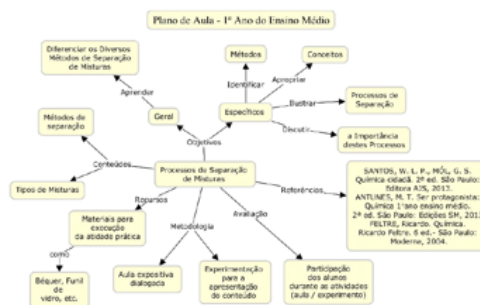 Plano de Aula - 1º Ano do Ensino Médio
Diferenciar os Diversos
Métodos de Separação
de Misturas
Métodos
Conceitos
Identificar
Apropriar
Aprender
Geral
Específicos
Ilustrar
Processos de
Separação
Métodos de
separação
Objetivos
Discutir
a Importância
destes Processos
Conteúdos
Tipos de Misturas
Processos de Separação
de Misturas
Referências
SANTOS, W. L. P., MÓL, G. S.
Química cidadã. 2ª ed. São Paulo:
Editora AJS, 2013.
ANTUNES, M. T. Ser protagonista:
Química 1ºano ensino médio.
2ª ed. São Paulo: Edições SM, 2013
FELTRE, Ricardo. Química.
Ricardo Feltre. 6 ed.- São Paulo:
Moderna, 2004.
Recursos
Metodologia
Avaliação
Materiais para
execução
da atidade prática
como
Béquer, Funil
de
vidro, etc.
Aula expositiva
dialogada
Experimentação
para a
apresentação
do conteúdo
Participação
dos alunos
durante as atividades
(aula / experimento)